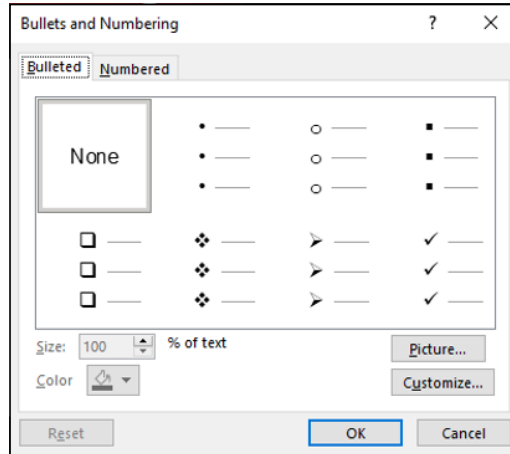 Bullets and Numbering ? ×
Bulleted Numbered
None
Size: 100 % of text
Color
Picture...
Customize...
Reset OK Cancel